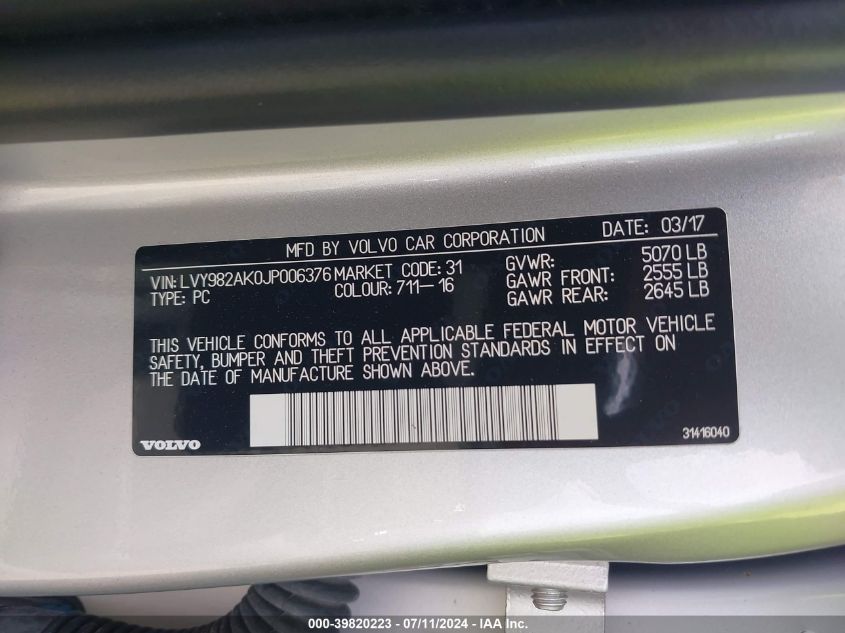 MFD BY VOLVO CAR CORPORATION DATE: 03/17
VIN: LVY982AK0JP006376 MARKET CODE: 31 GVWR: 5070 LB
TYPE: PC COLOUR: 711-16 GAWR FRONT: 2555 LB
GAWR REAR: 2645 LB
THIS VEHICLE CONFORMS TO ALL APPLICABLE FEDERAL MOTOR VEHICLE
SAFETY, BUMPER AND THEFT PREVENTION STANDARDS IN EFFECT ON
THE DATE OF MANUFACTURE SHOWN ABOVE.
VOLVO 31416040
000-39820223 - 07/11/2024 - IAA Inc.